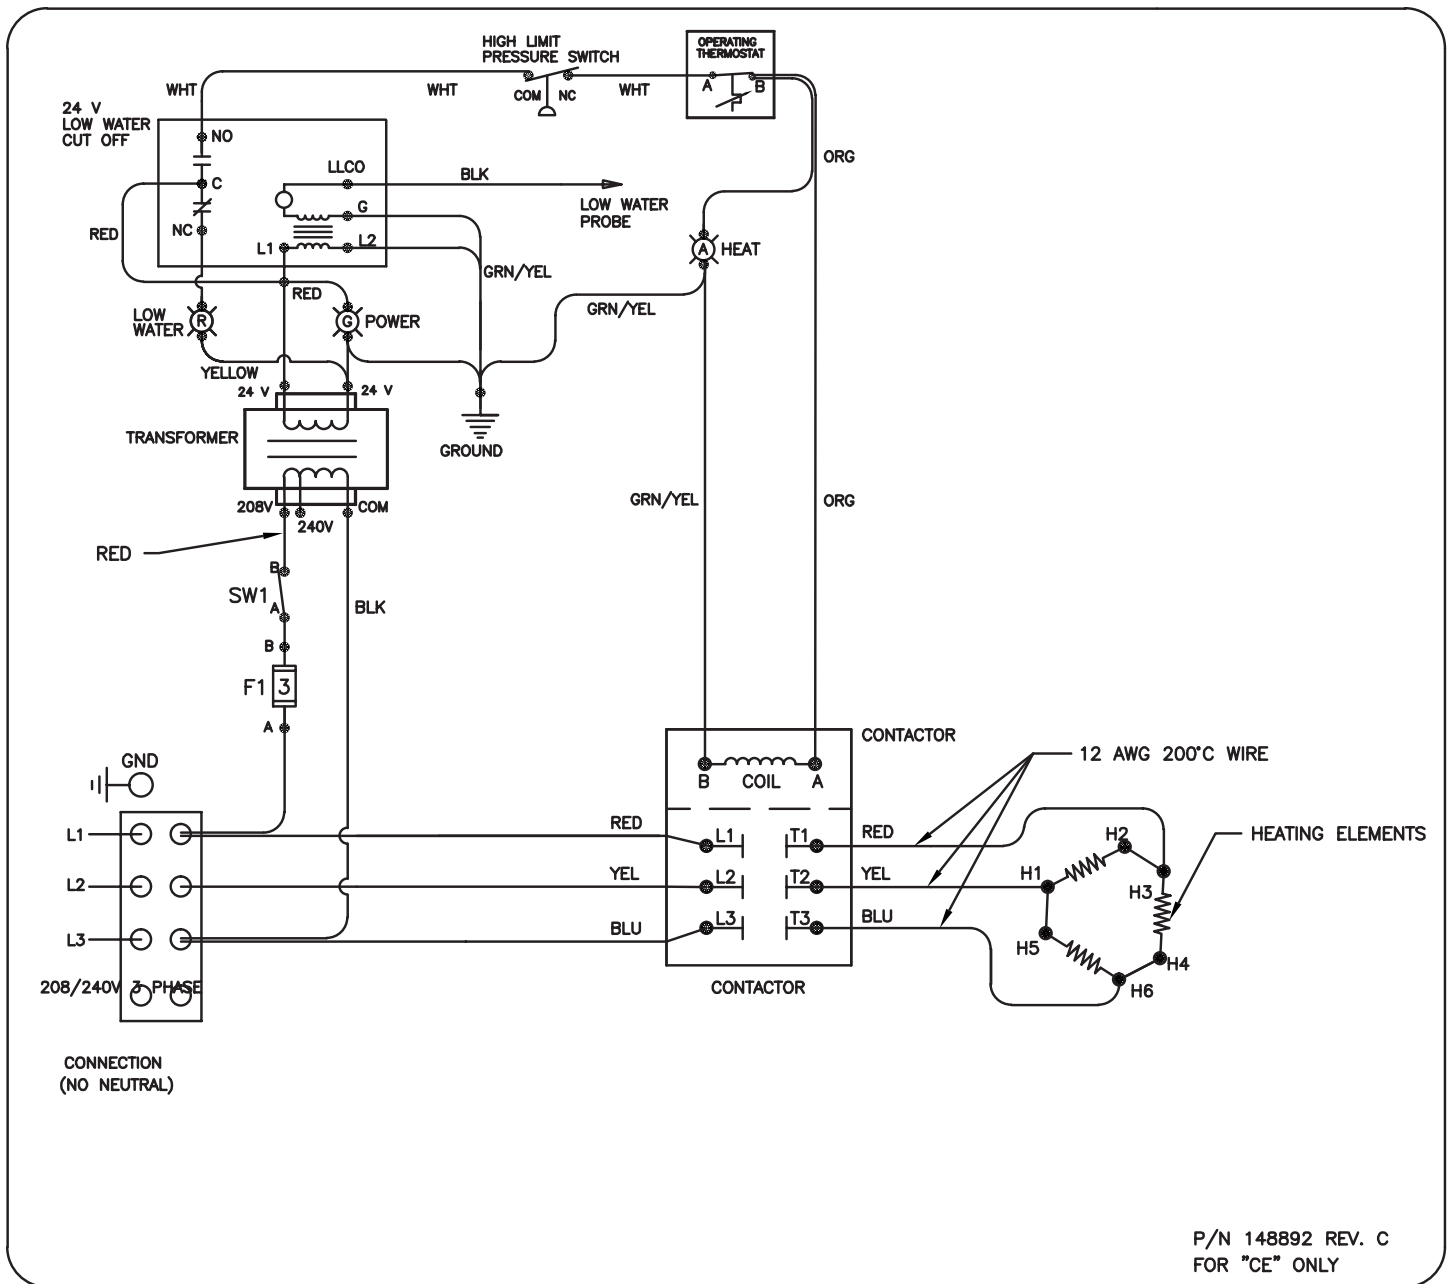 HIGH LIMIT
PRESSURE SWITCH
OPERATING
THERMOSTAT
WHT
WHT
COM
NC
WHT
A
B
24 V
LOW WATER
CUT OFF
NO
LLCO
BLK
ORG
C
LOW WATER
PROBE
G
RED
NC
L1
L2
A
HEAT
GRN/YEL
RED
GRN/YEL
LOW
WATER
R
G
POWER
YELLOW
24 V
24 V
TRANSFORMER
GROUND
208V
240V
COM
GRN/YEL
ORG
RED
B
SW1
A
BLK
B
F1
3
A
CONTACTOR
GND
B
COIL
A
12 AWG 200°C WIRE
L1
RED
L1
T1
RED
H2
HEATING ELEMENTS
L2
YEL
L2
T2
YEL
H1
H3
L3
BLU
L3
T3
BLU
H5
H4
H6
208/240V 3 PHASE
CONTACTOR
CONNECTION
(NO NEUTRAL)
P/N 148892 REV. C
FOR "CE" ONLY